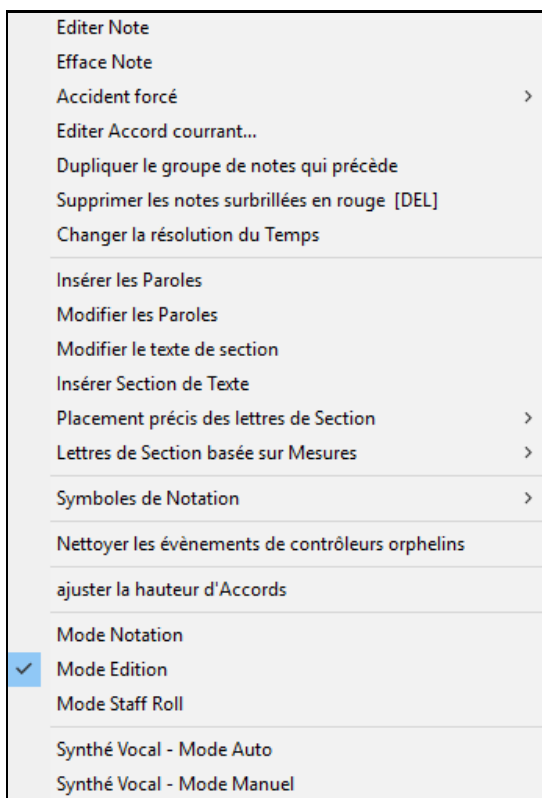 Editer Note
Efface Note
Accident forcé
Editer Accord courrant...
Dupliquer le groupe de notes qui précède
Supprimer les notes surbrillées en rouge [DEL]
Changer la résolution du Temps
Insérer les Paroles
Modifier les Paroles
Modifier le texte de section
Insérer Section de Texte
Placement précis des lettres de Section
Lettres de Section basée sur Mesures
Symboles de Notation
Nettoyer les évènements de contrôleurs orphelins
ajuster la hauteur d'Accords
Mode Notation
Mode Edition
Mode Staff Roll
Synthé Vocal - Mode Auto
Synthé Vocal - Mode Manuel